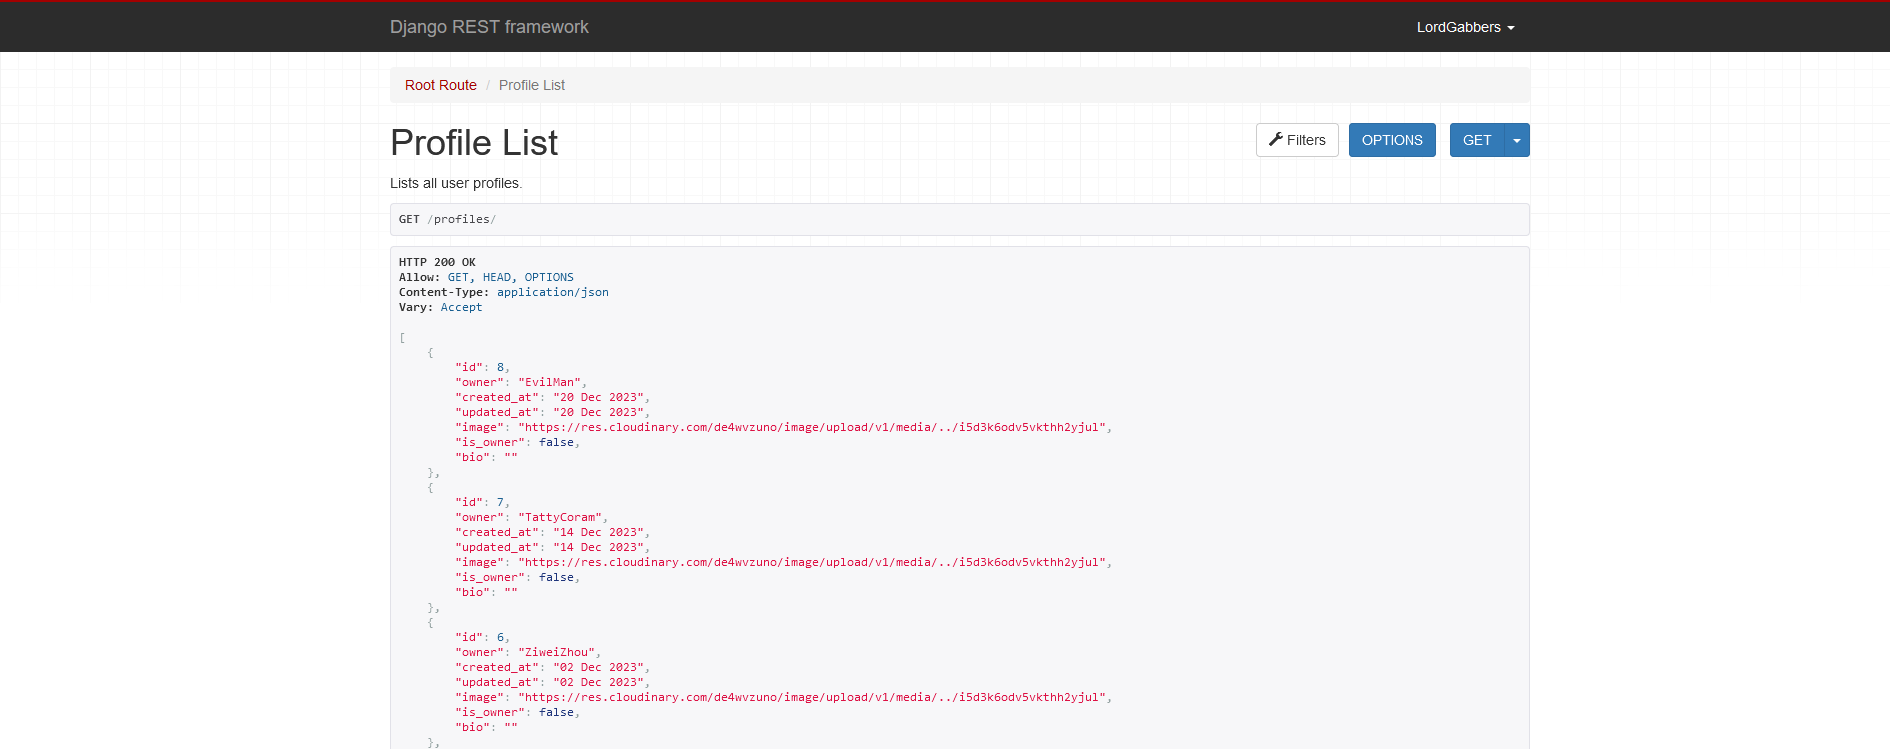 Django REST framework
LordGabbers
Root Route / Profile List
Profile List
Filters
OPTIONS
GET
Lists all user profiles.
GET /profiles/
HTTP 200 OK
Allow: GET, HEAD, OPTIONS
Content-Type: application/json
Vary: Accept
[
    {
        "id": 8,
        "owner": "EvilMan",
        "created_at": "20 Dec 2023",
        "updated_at": "20 Dec 2023",
        "image": "https://res.cloudinary.com/de4wvzuno/image/upload/v1/media/../i5d3k6odv5vkthh2yjul",
        "is_owner": false,
        "bio": ""
    },
    {
        "id": 7,
        "owner": "TattyCoram",
        "created_at": "14 Dec 2023",
        "updated_at": "14 Dec 2023",
        "image": "https://res.cloudinary.com/de4wvzuno/image/upload/v1/media/../i5d3k6odv5vkthh2yjul",
        "is_owner": false,
        "bio": ""
    },
    {
        "id": 6,
        "owner": "ZiweiZhou",
        "created_at": "02 Dec 2023",
        "updated_at": "02 Dec 2023",
        "image": "https://res.cloudinary.com/de4wvzuno/image/upload/v1/media/../i5d3k6odv5vkthh2yjul",
        "is_owner": false,
        "bio": ""
    },